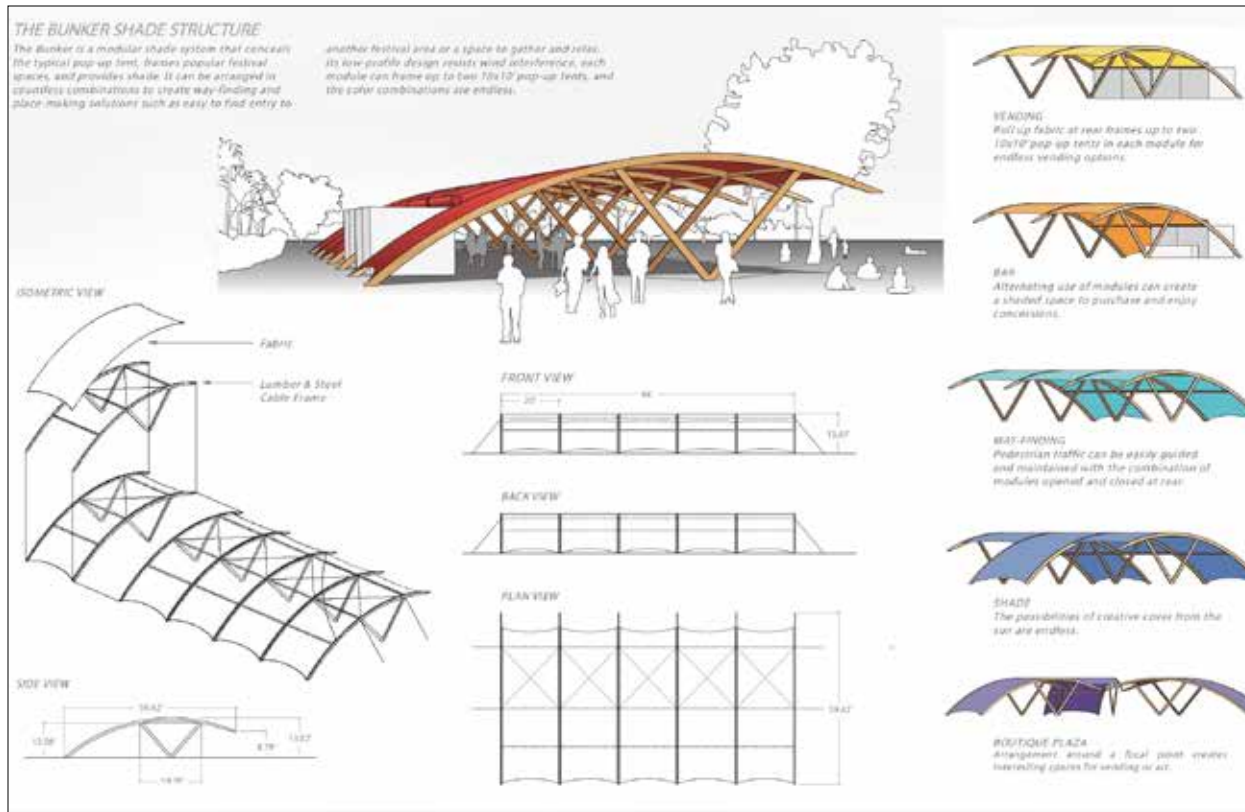 THE BUNKER SHADE STRUCTURE
The Bunker is a modular shade system that conceals
the typical pop-up tent, frames popular festival
spaces, and provides shade. It can be arranged in
countless combinations to create way-finding and
place-making solutions such as easy to find entry to
another festival area or a space to gather and relax.
Its low-profile design resists wind interference, each
module can frame up to two 10x10' pop-up tents, and
the color combinations are endless.
ISOMETRIC VIEW
Fabric
Lumber & Steel
Cable Frame
SIDE VIEW
FRONT VIEW
20'
BACK VIEW
PLAN VIEW
VENDING
Roll up fabric at rear frames up to two
10x10' pop up tents in each module for
endless vending options.
BAR
Alternating use of modules can create
a shaded space to purchase and enjoy
concessions.
WAY-FINDING
Pedestrian traffic can be easily guided
and maintained with the combination of
modules opened and closed at rear.
SHADE
The possibilities of creative cover from the
sun are endless.
BOUTIQUE PLAZA
Arrangement around a focal point creates
interesting spaces for vending or art.